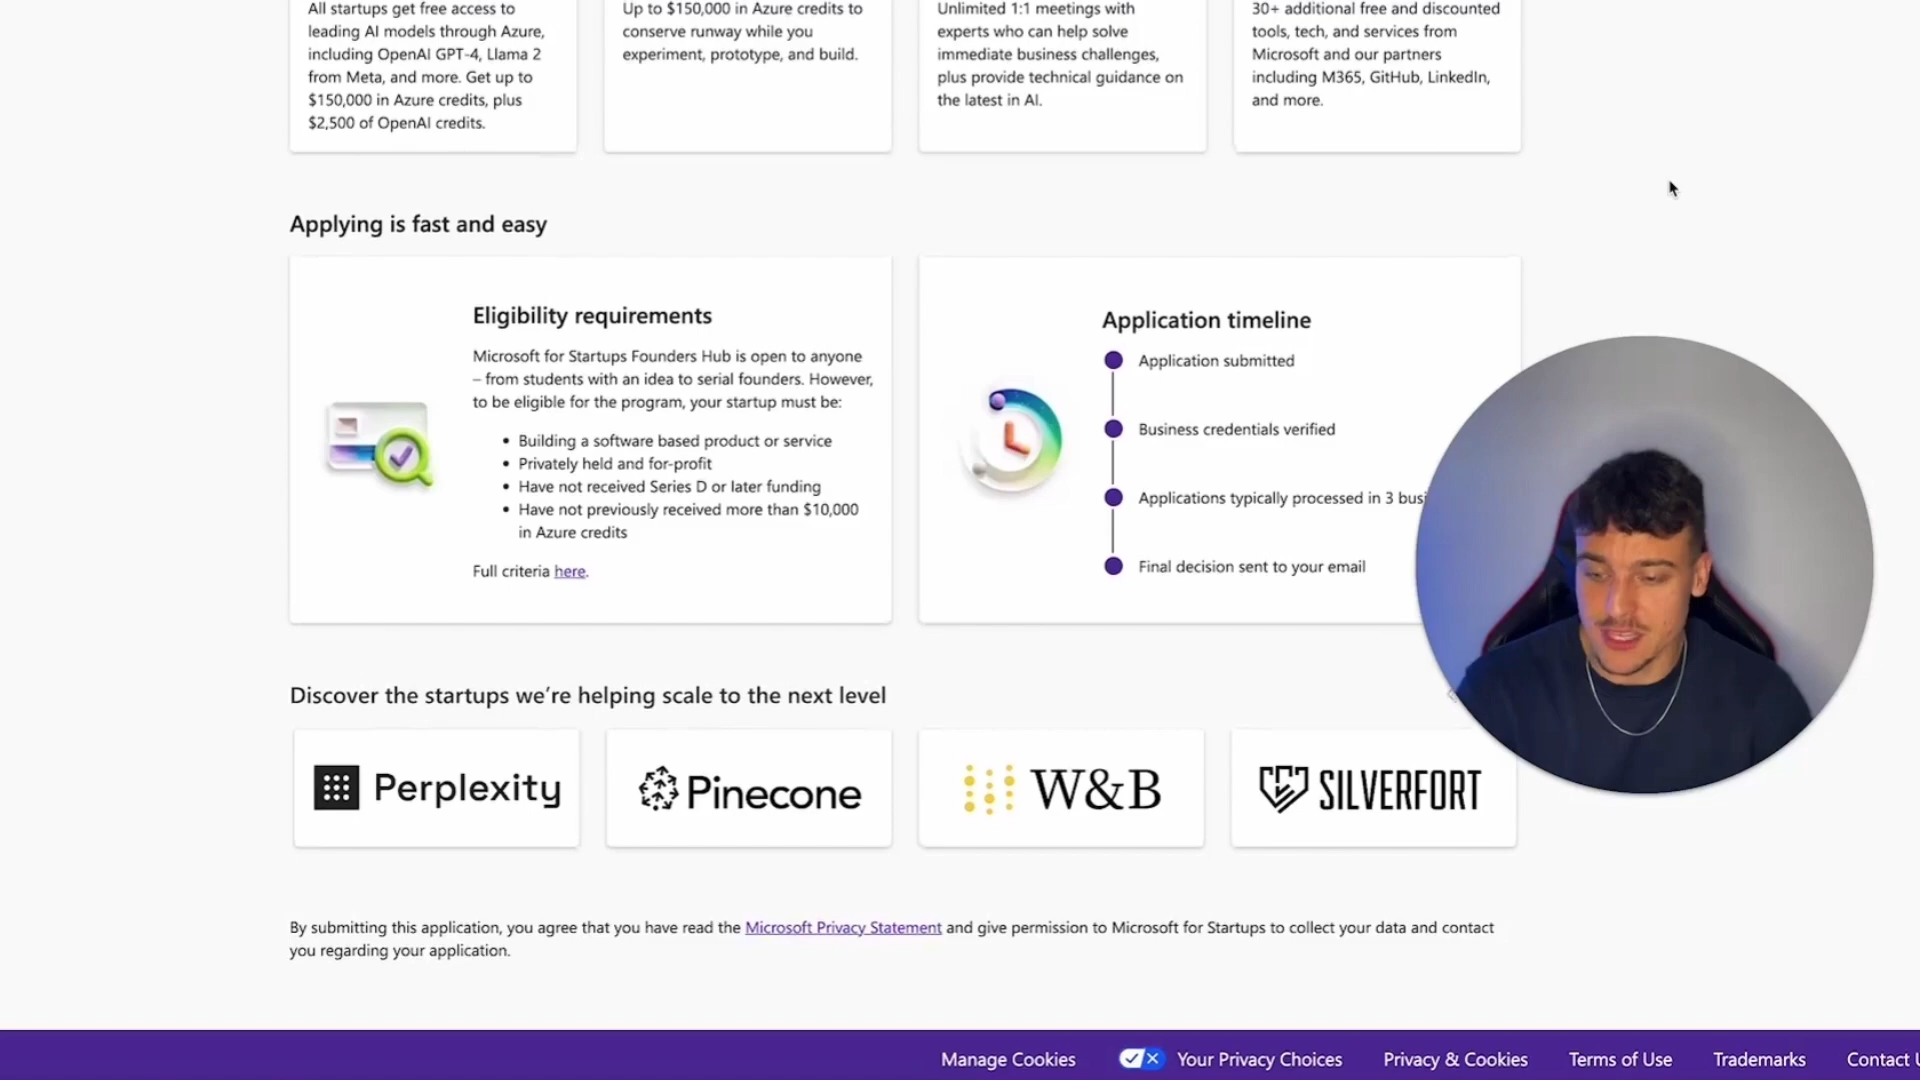 All startups get free access to
leading AI models through Azure,
including OpenAI GPT-4, Llama 2
from Meta, and more. Get up to
$150,000 in Azure credits, plus
$2,500 of OpenAI credits.
Up to $150,000 in Azure credits to
conserve runway while you
experiment, prototype, and build.
Unlimited 1:1 meetings with
experts who can help solve
immediate business challenges,
plus provide technical guidance on
the latest in AI.
30+ additional free and discounted
tools, tech, and services from
Microsoft and our partners
including M365, GitHub, LinkedIn,
and more.
Applying is fast and easy
Eligibility requirements
Microsoft for Startups Founders Hub is open to anyone
– from students with an idea to serial founders. However,
to be eligible for the program, your startup must be:
• Building a software based product or service
• Privately held and for-profit
• Have not received Series D or later funding
• Have not previously received more than $10,000
in Azure credits
Full criteria here.
Application timeline
Application submitted
Business credentials verified
Applications typically processed in 3
Final decision sent to your email
Discover the startups we're helping scale to the next level
Perplexity
Pinecone
W&B
SILVERFORT
By submitting this application, you agree that you have read the Microsoft Privacy Statement and give permission to Microsoft for Startups to collect your data and contact
you regarding your application.
Manage Cookies
Your Privacy Choices
Privacy & Cookies
Terms of Use
Trademarks
Contact